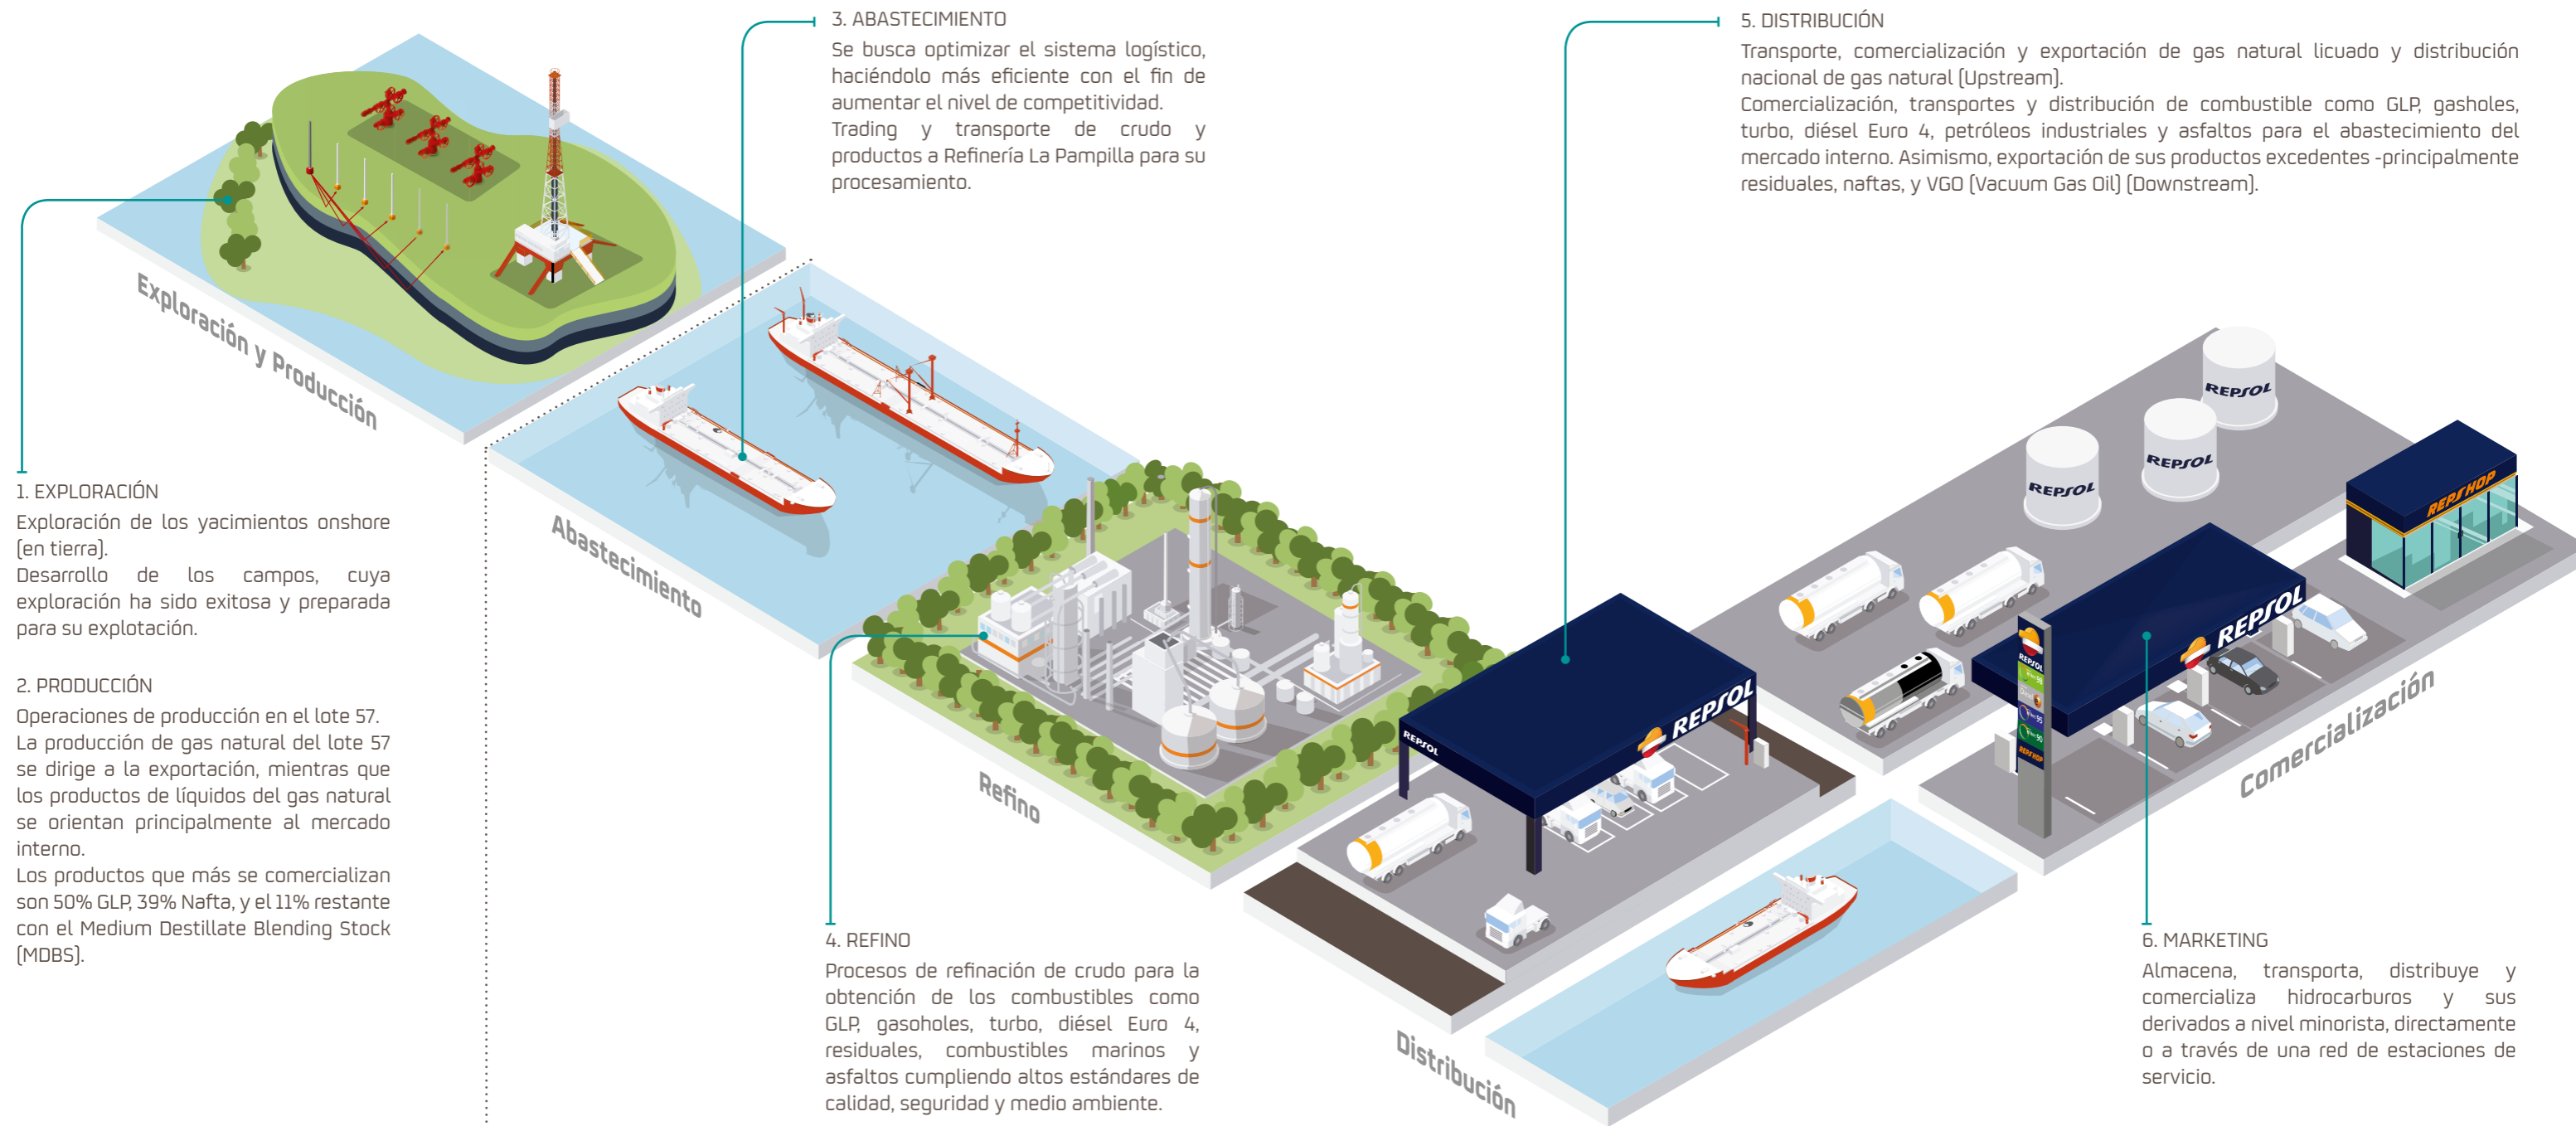 3. ABASTECIMIENTO
Se busca optimizar el sistema logístico,
haciéndolo más eficiente con el fin de
aumentar el nivel de competitividad.
Trading y transporte de crudo y
productos a Refinería La Pampilla para su
procesamiento.
5. DISTRIBUCIÓN
Transporte, comercialización y exportación de gas natural licuado y distribución
nacional de gas natural (Upstream).
Comercialización, transportes y distribución de combustible como GLP, gasholes,
turbo, diésel Euro 4, petróleos industriales y asfaltos para el abastecimiento del
mercado interno. Asimismo, exportación de sus productos excedentes -principalmente
residuales, naftas, y VGO (Vacuum Gas Oil) (Downstream).
Exploración y Producción
1. EXPLORACIÓN
Exploración de los yacimientos onshore
(en tierra).
Desarrollo de los campos, cuya
exploración ha sido exitosa y preparada
para su explotación.
2. PRODUCCIÓN
Operaciones de producción en el lote 57.
La producción de gas natural del lote 57
se dirige a la exportación, mientras que
los productos de líquidos del gas natural
se orientan principalmente al mercado
interno.
Los productos que más se comercializan
son 50% GLP, 39% Nafta, y el 11% restante
con el Medium Destillate Blending Stock
(MDBS).
Abastecimiento
Refino
4. REFINO
Procesos de refinación de crudo para la
obtención de los combustibles como
GLP, gasoholes, turbo, diésel Euro 4,
residuales, combustibles marinos y
asfaltos cumpliendo altos estándares de
calidad, seguridad y medio ambiente.
REPSOL
REPSOL
Distribución
REPSOL
REPSOL
REPSOL
REPSHOP
REPSOL
REPSOL
REPSHOP
Comercialización
6. MARKETING
Almacena, transporta, distribuye y
comercializa hidrocarburos y sus
derivados a nivel minorista, directamente
o a través de una red de estaciones de
servicio.